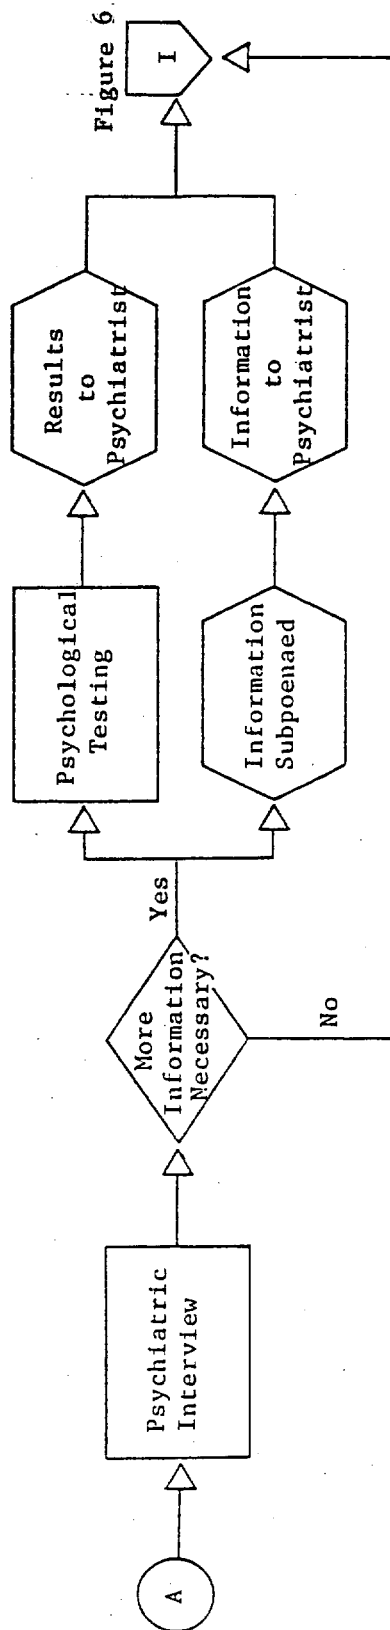 Figure 6
A
Psychiatric
Interview
More
Information
Necessary?
Yes
No
Psychological
Testing
Results
to
Psychiatrist
Information
Subpoenaed
Information
to
Psychiatrist
I